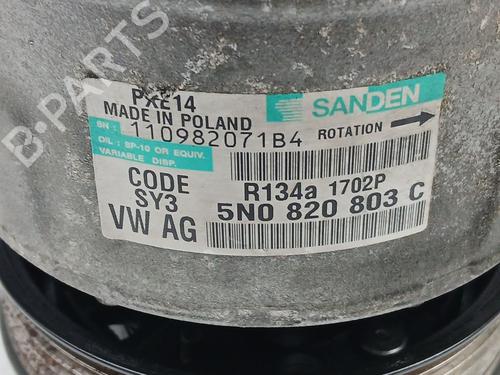 B-PARTS
PXE14
MADE IN POLAND
SANDEN
SN: 110982071B4
ROTATION
OIL: SP-10 OR EQUIV.
VARIABLE DISP.
CODE
SY3
R134a 1702P
VW AG
5N0 820 803 C